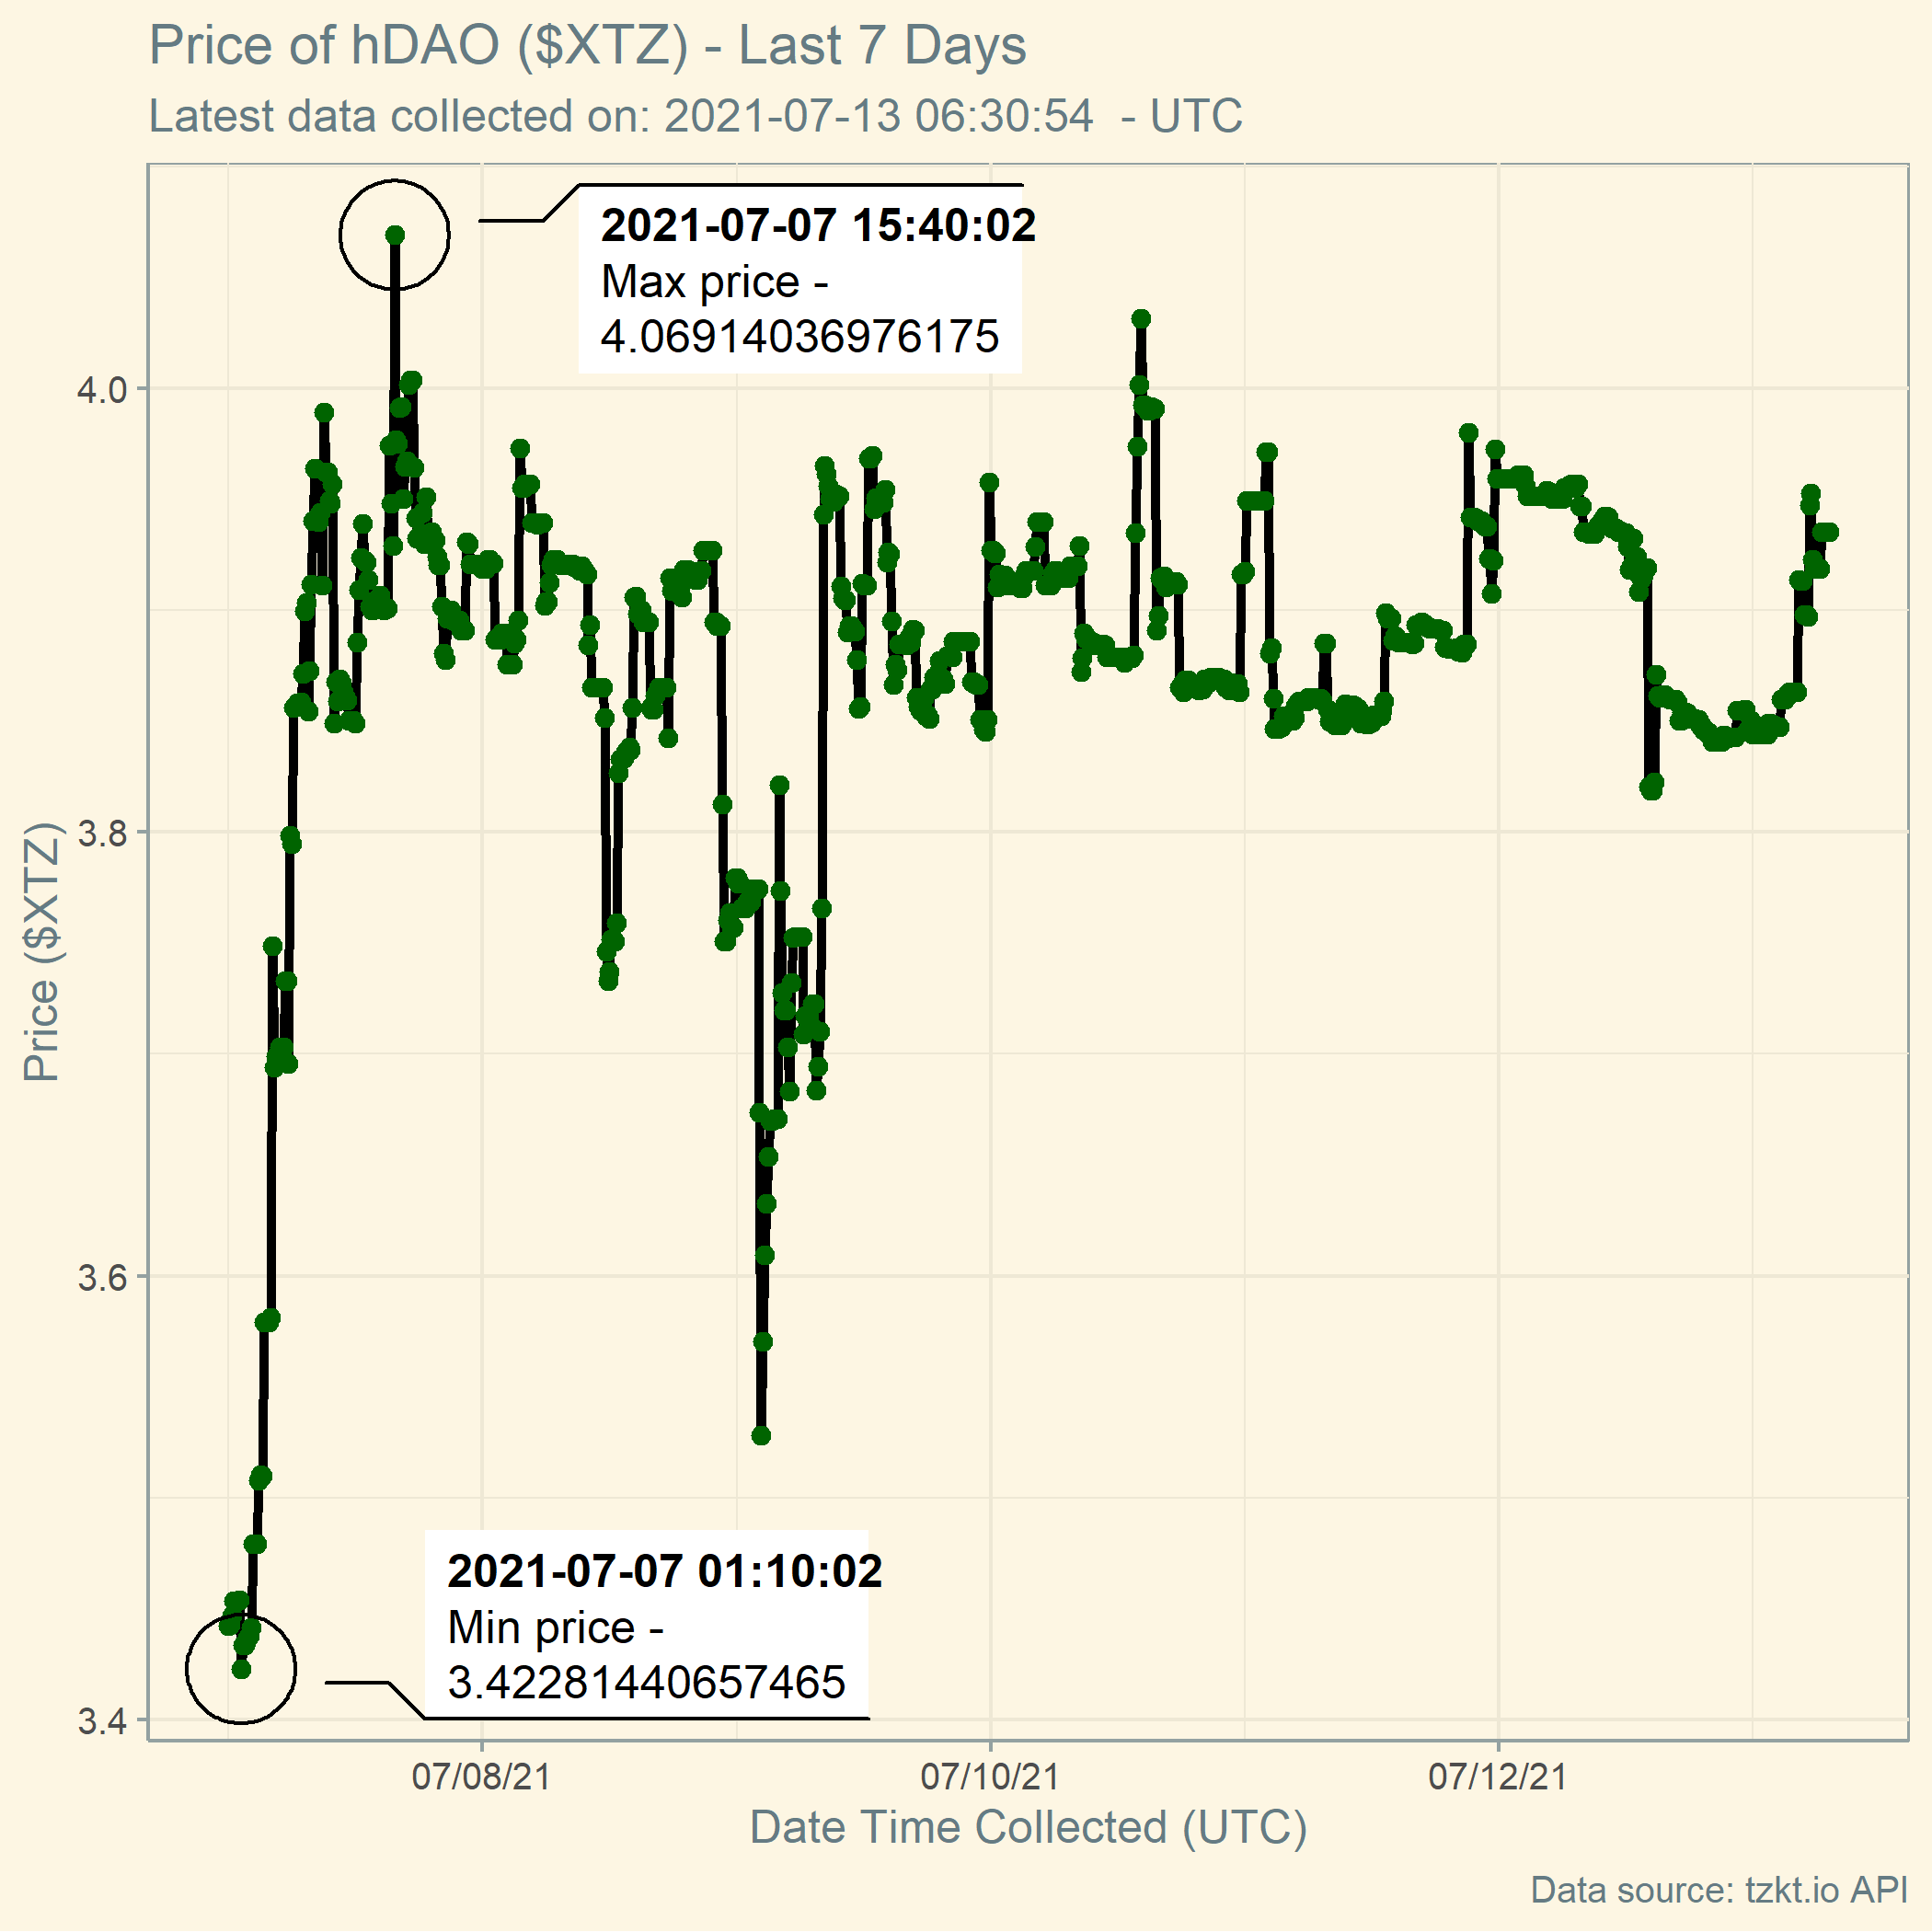 Price of hDAO ($XTZ) - Last 7 Days
Latest data collected on: 2021-07-13 06:30:54  - UTC
2021-07-07 15:40:02
Max price -
4.06914036976175
4.0
3.8
3.6
3.4
Price ($XTZ)
2021-07-07 01:10:02
Min price -
3.42281440657465
07/08/21
07/10/21
07/12/21
Date Time Collected (UTC)
Data source: tzkt.io API